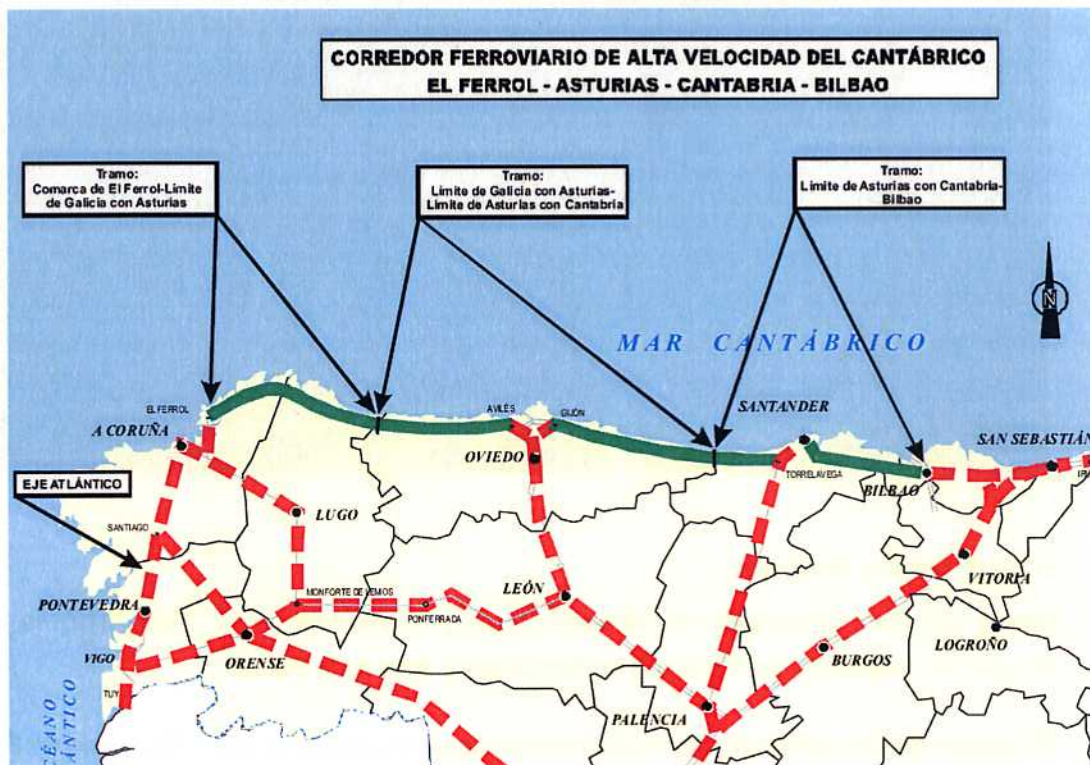 CORREDOR FERROVIARIO DE ALTA VELOCIDAD DEL CANTÁBRICO
EL FERROL - ASTURIAS - CANTABRIA - BILBAO
Tramo:
Comarca de El Ferrol-Limite
de Galicia con Asturias
Tramo:
Limite de Galicia con Asturias-
Limite de Asturias con Cantabria
Tramo:
Limite de Asturias con Cantabria-
Bilbao
N
MAR CANTÁBRICO
EL FERROL
A CORUÑA
AVILÉS
GIJÓN
OVIEDO
SANTANDER
TORRELAVEGA
BILBAO
SAN SEBASTIÁN
EJE ATLÁNTICO
LUGO
SANTIAGO
VITORIA
PONTEVEDRA
MONFORTE DE LEMOS
PONFERRADA
LEÓN
LOGROÑO
VIGO
ORENSE
BURGOS
TUY
PALENCIA